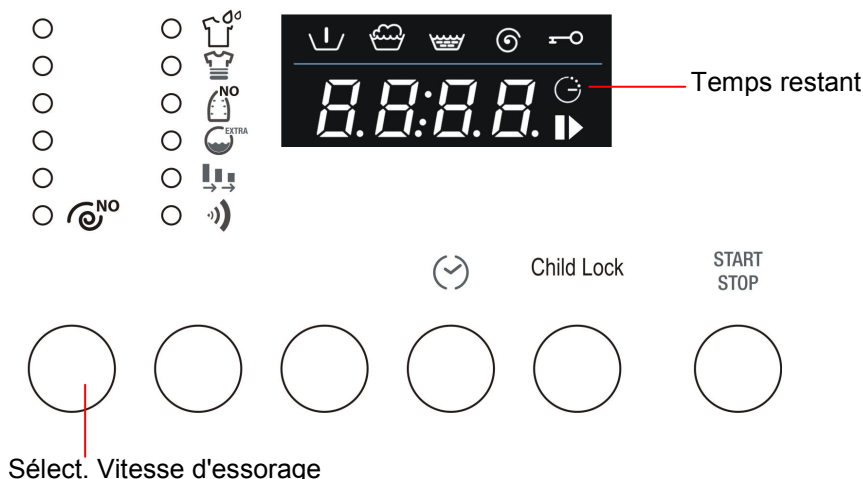 NO
EXTRA
NO
8.8:8.8.
Temps restant
Child Lock
START
STOP
Sélect. Vitesse d'essorage